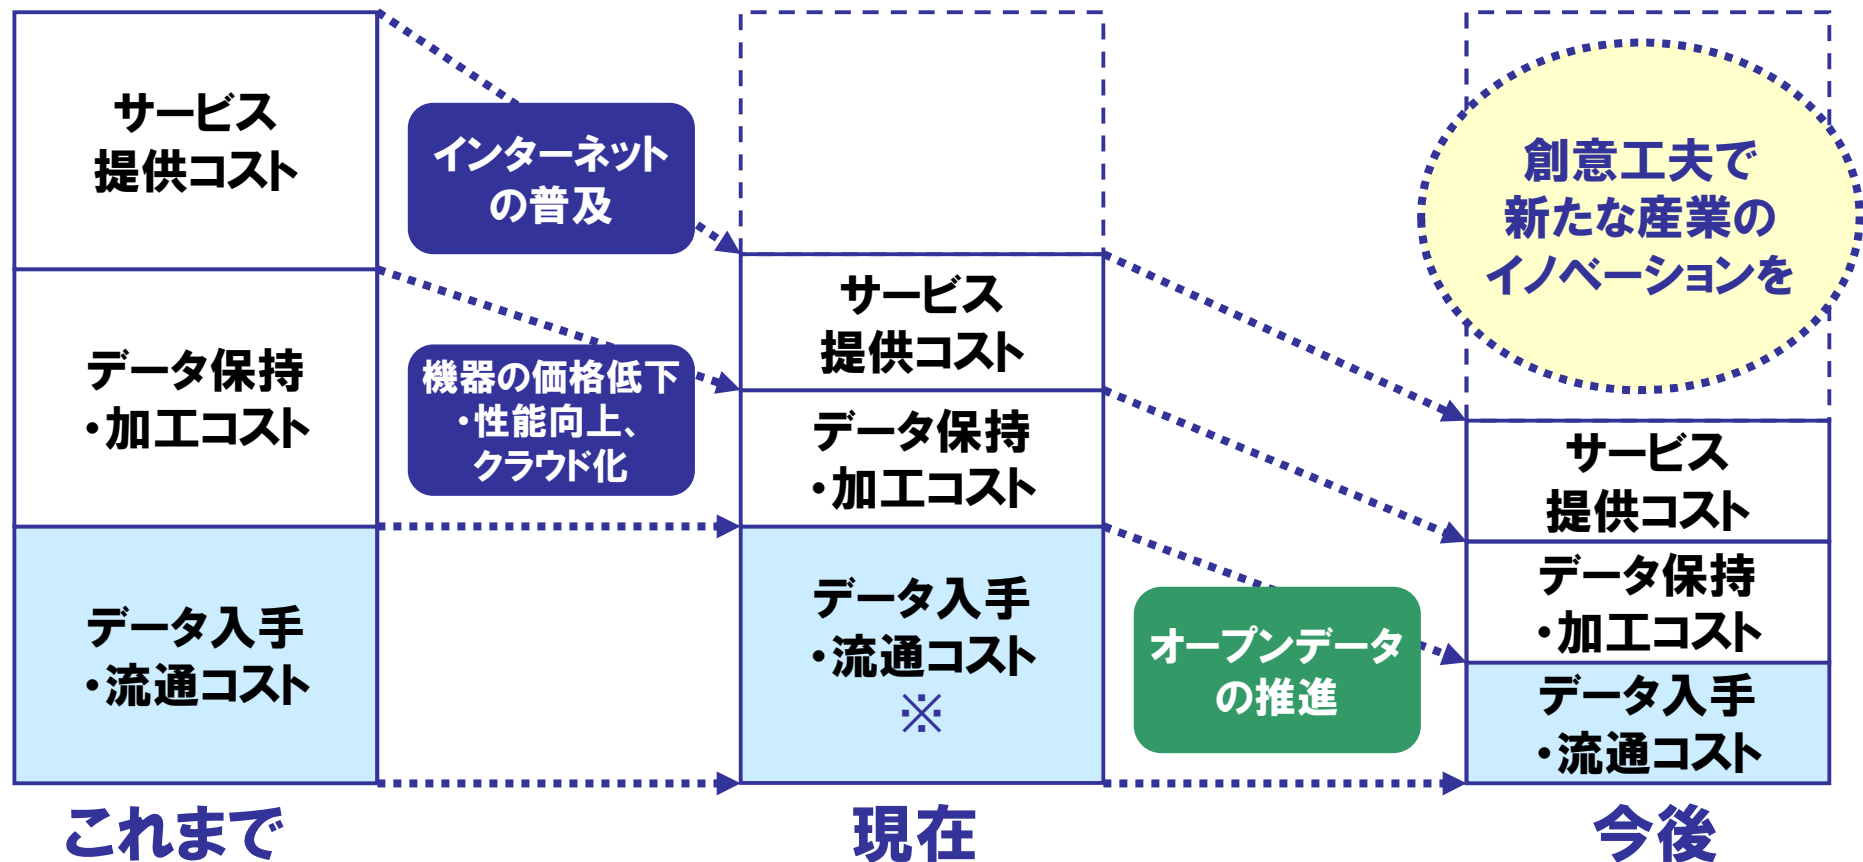 サービス
提供コスト
データ保持
・加工コスト
データ入手
・流通コスト
これまで
インターネット
の普及
機器の価格低下
・性能向上、
クラウド化
サービス
提供コスト
データ保持
・加工コスト
データ入手
・流通コスト
※
現在
オープンデータ
の推進
創意工夫で
新たな産業の
イノベーションを
サービス
提供コスト
データ保持
・加工コスト
データ入手
・流通コスト
今後